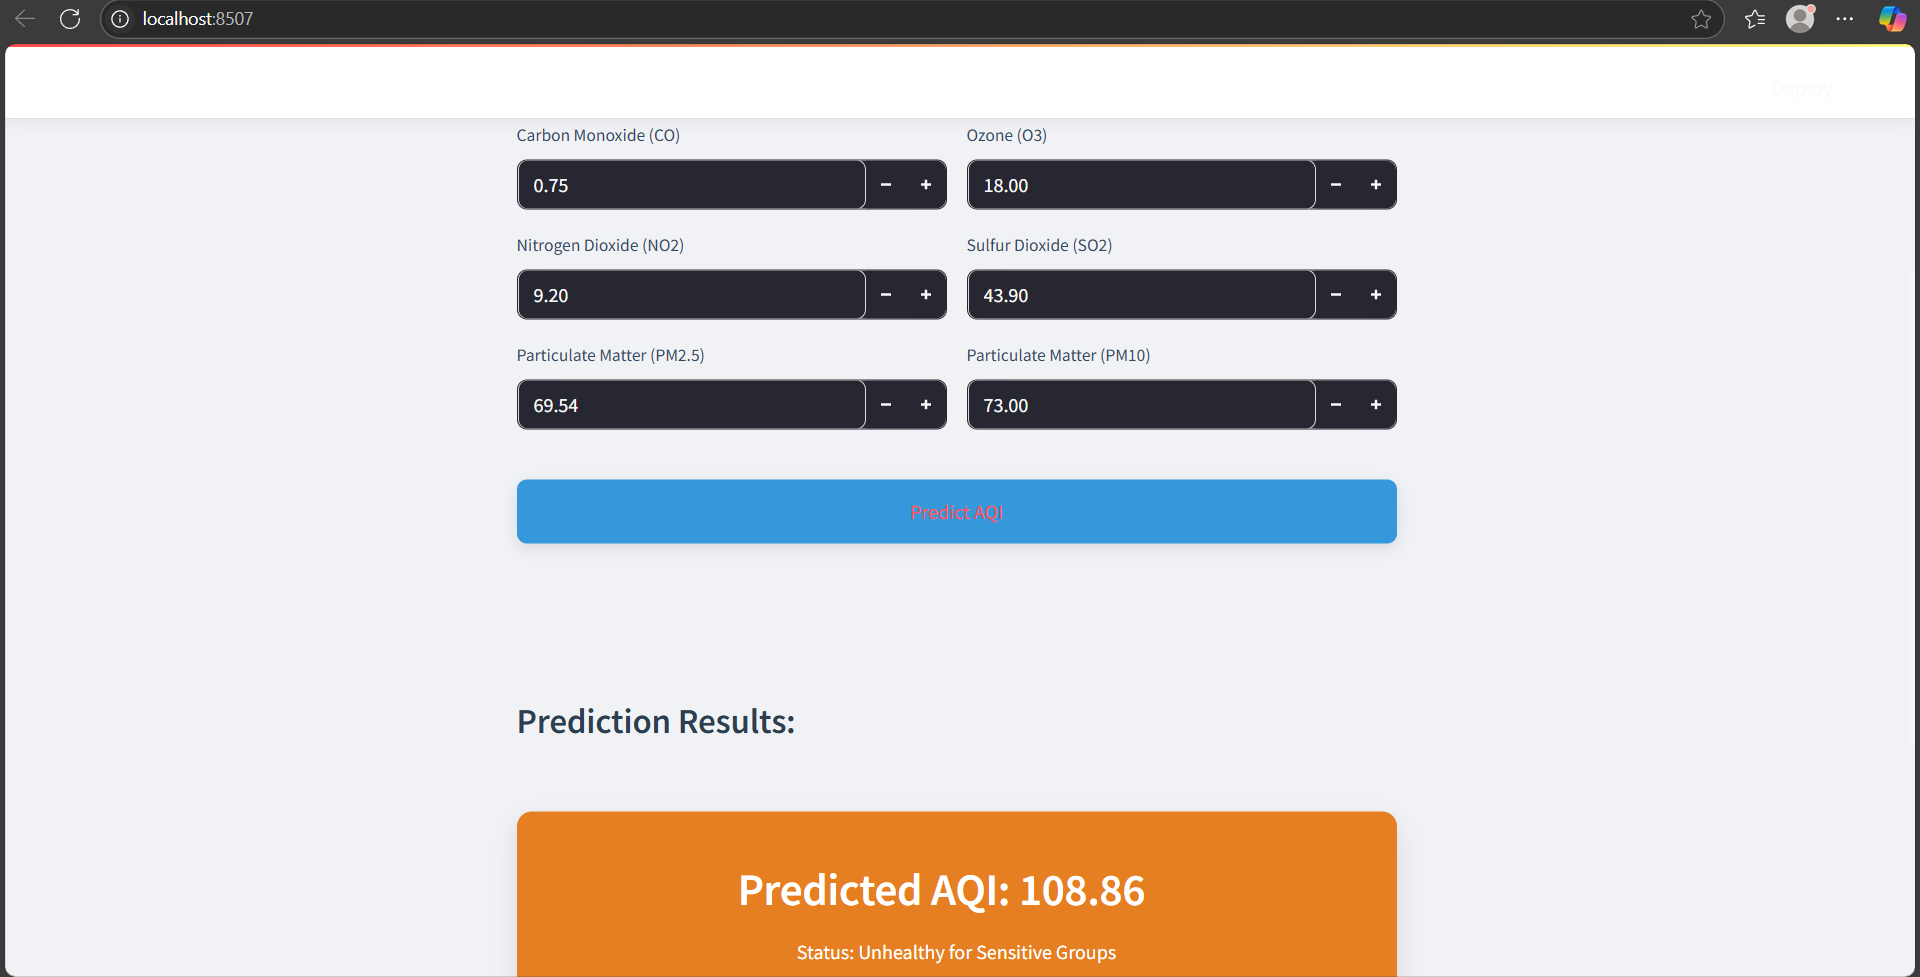 localhost:8507
Deploy
Carbon Monoxide (CO)
Ozone (O3)
0.75
18.00
Nitrogen Dioxide (NO2)
Sulfur Dioxide (SO2)
9.20
43.90
Particulate Matter (PM2.5)
Particulate Matter (PM10)
69.54
73.00
Predict AQI
Prediction Results:
Predicted AQI: 108.86
Status: Unhealthy for Sensitive Groups